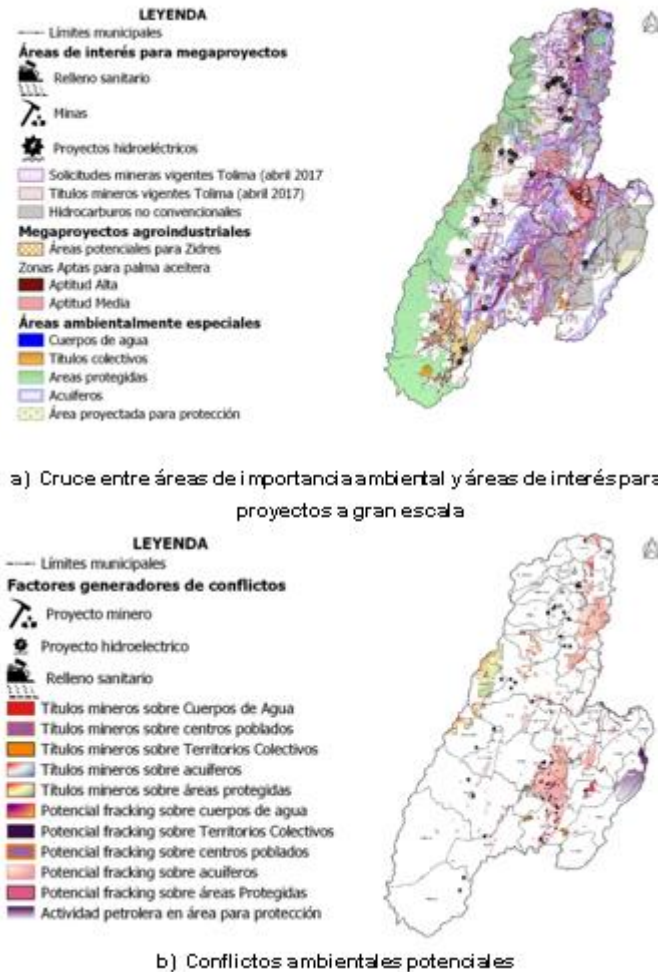 LEYENDA
Límites municipales
Áreas de interés para megaproyectos
Relleno sanitario
Minas
Proyectos hidroeléctricos
Solicitudes mineras vigentes Tolima (abril 2017
Titulos mineros vigentes Tolima (abril 2017)
Hidrocarburos no convencionales
Megaproyectos agroindustriales
Áreas potenciales para Zidres
Zonas Aptas para palma aceitera
Aptitud Alta
Aptitud Media
Áreas ambientalmente especiales
Cuerpos de agua
Títulos colectivos
Areas protegidas
Acuíferos
Área proyectada para protección
a) Cruce entre áreas de importancia ambiental y áreas de interés para
proyectos a gran escala
LEYENDA
Límites municipales
Factores generadores de conflictos
Proyecto minero
Proyecto hidroelectrico
Relleno sanitario
Títulos mineros sobre Cuerpos de Agua
Títulos mineros sobre centros poblados
Títulos mineros sobre Territorios Colectivos
Títulos mineros sobre acuíferos
Títulos mineros sobre áreas protegidas
Potencial fracking sobre cuerpos de agua
Potencial fracking sobre Territorios Colectivos
Potencial fracking sobre centros poblados
Potencial fracking sobre acuíferos
Potencial fracking sobre áreas Protegidas
Actividad petrolera en área para protección
b) Conflictos ambientales potenciales